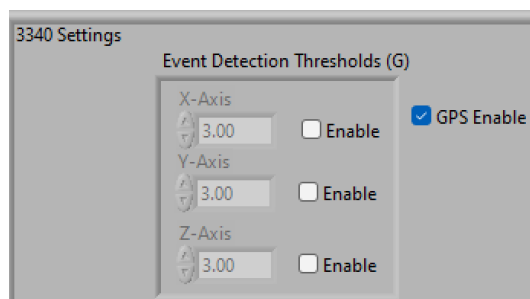 3340 Settings
Event Detection Thresholds (G)
X-Axis
3.00 Enable
GPS Enable
Y-Axis
3.00 Enable
Z-Axis
3.00 Enable